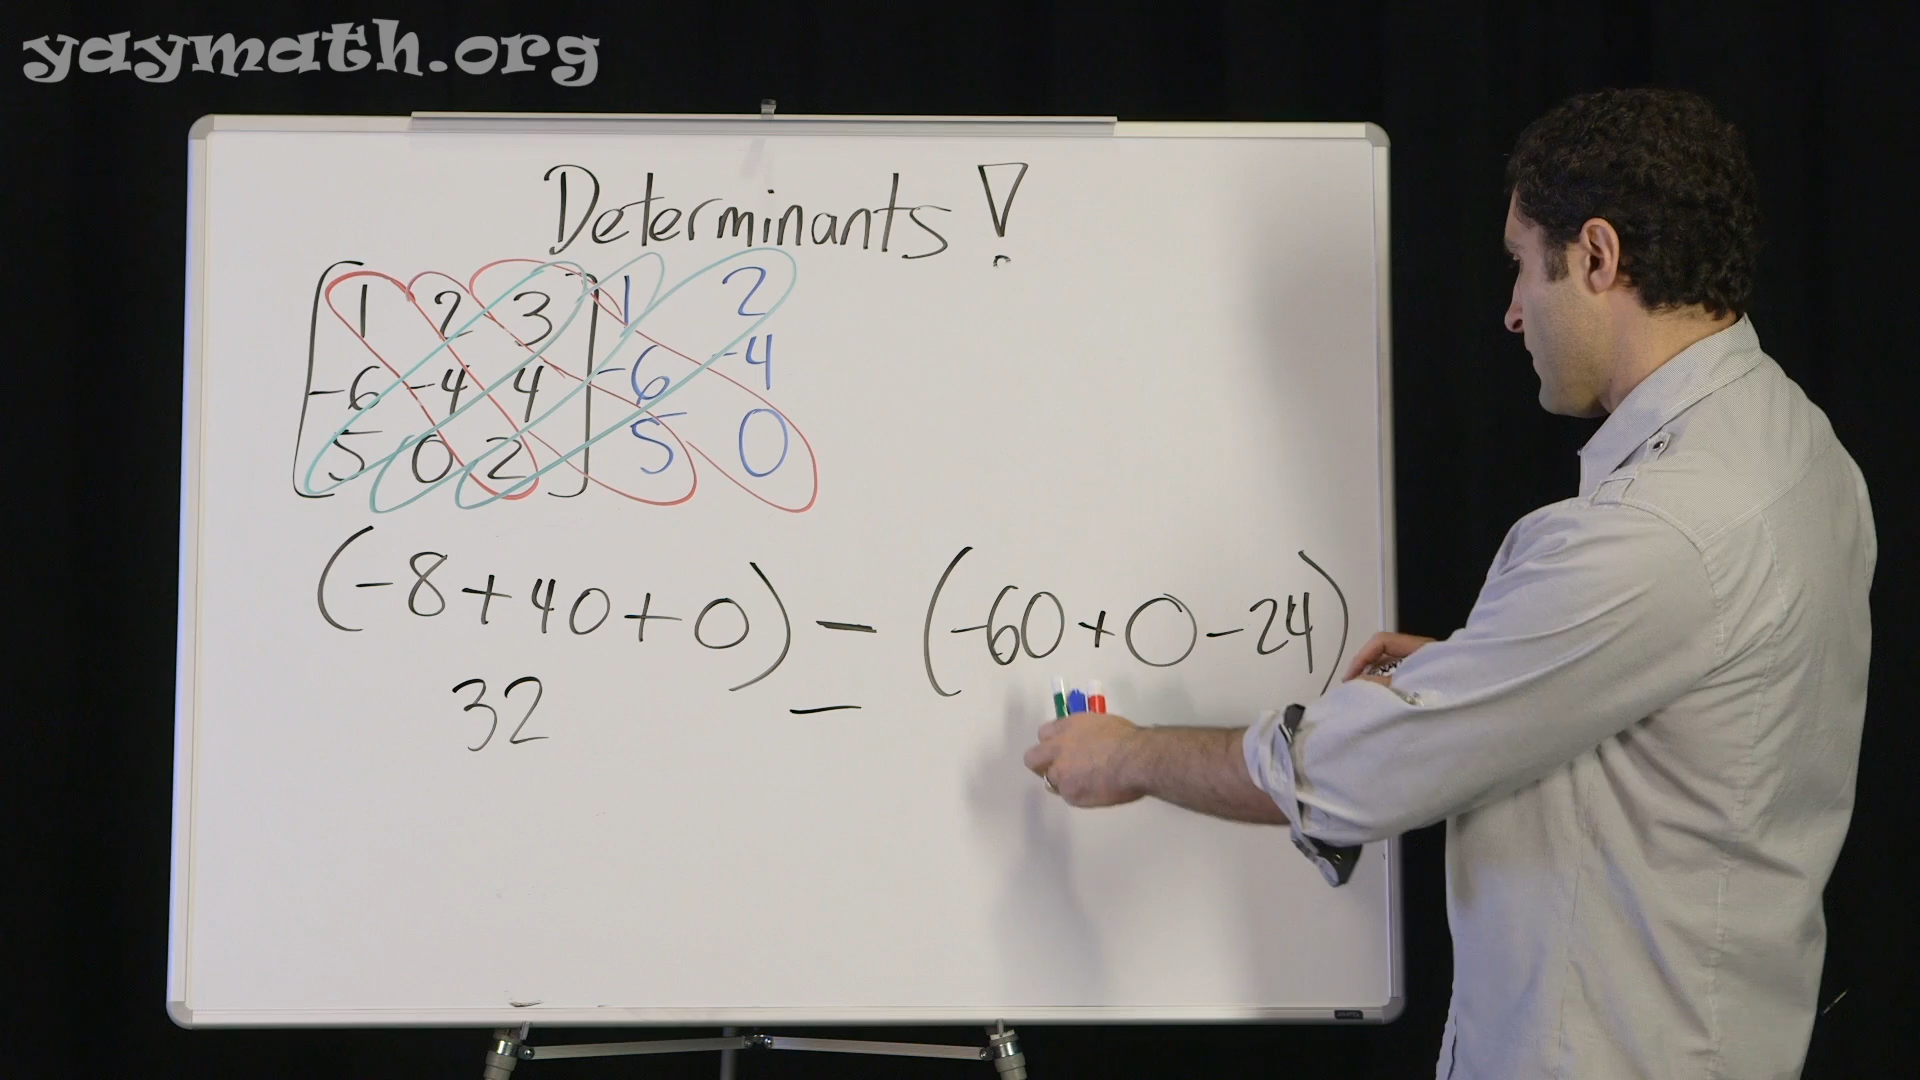 yaymath.org
Determinants!
1 2 3 1 2
-6 -4 4 -6 -4
5 0 2 5 0
(-8+40+0) - (-60+0-24)
32 -